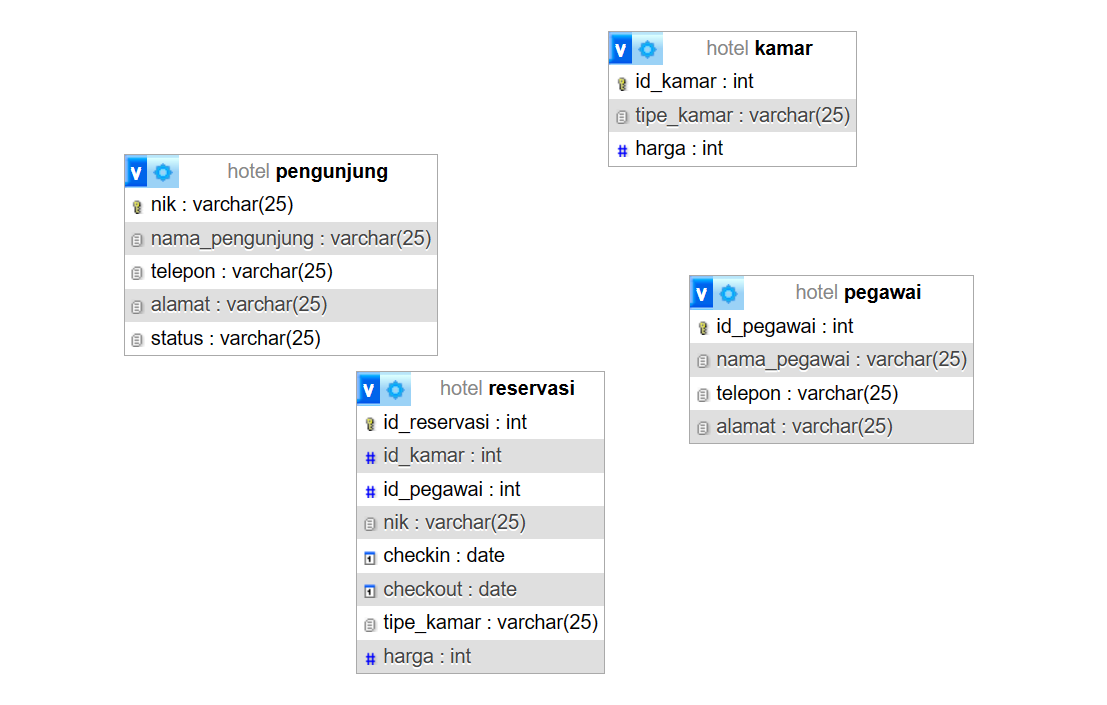 hotel kamar
id_kamar : int
tipe_kamar : varchar(25)
harga : int
hotel pengunjung
nik : varchar(25)
nama_pengunjung : varchar(25)
telepon : varchar(25)
alamat : varchar(25)
status : varchar(25)
hotel pegawai
id_pegawai : int
nama_pegawai : varchar(25)
telepon : varchar(25)
alamat : varchar(25)
hotel reservasi
id_reservasi : int
id_kamar : int
id_pegawai : int
nik : varchar(25)
checkin : date
checkout : date
tipe_kamar : varchar(25)
harga : int